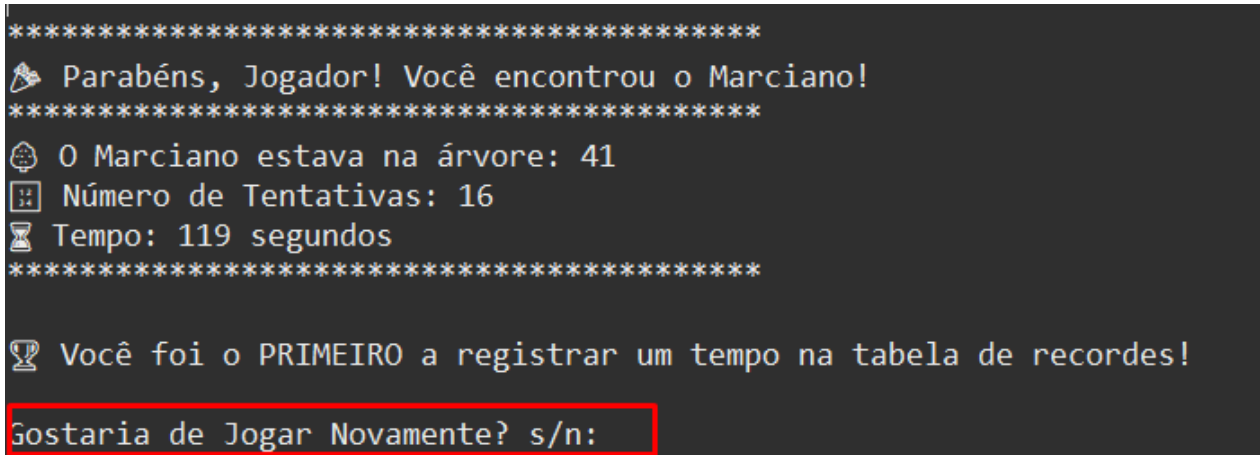 ******************************************
🎉 Parabéns, Jogador! Você encontrou o Marciano!
******************************************
🌳 O Marciano estava na árvore: 41
🔢 Número de Tentativas: 16
⏳ Tempo: 119 segundos
******************************************
🏆 Você foi o PRIMEIRO a registrar um tempo na tabela de recordes!
Gostaria de Jogar Novamente? s/n: